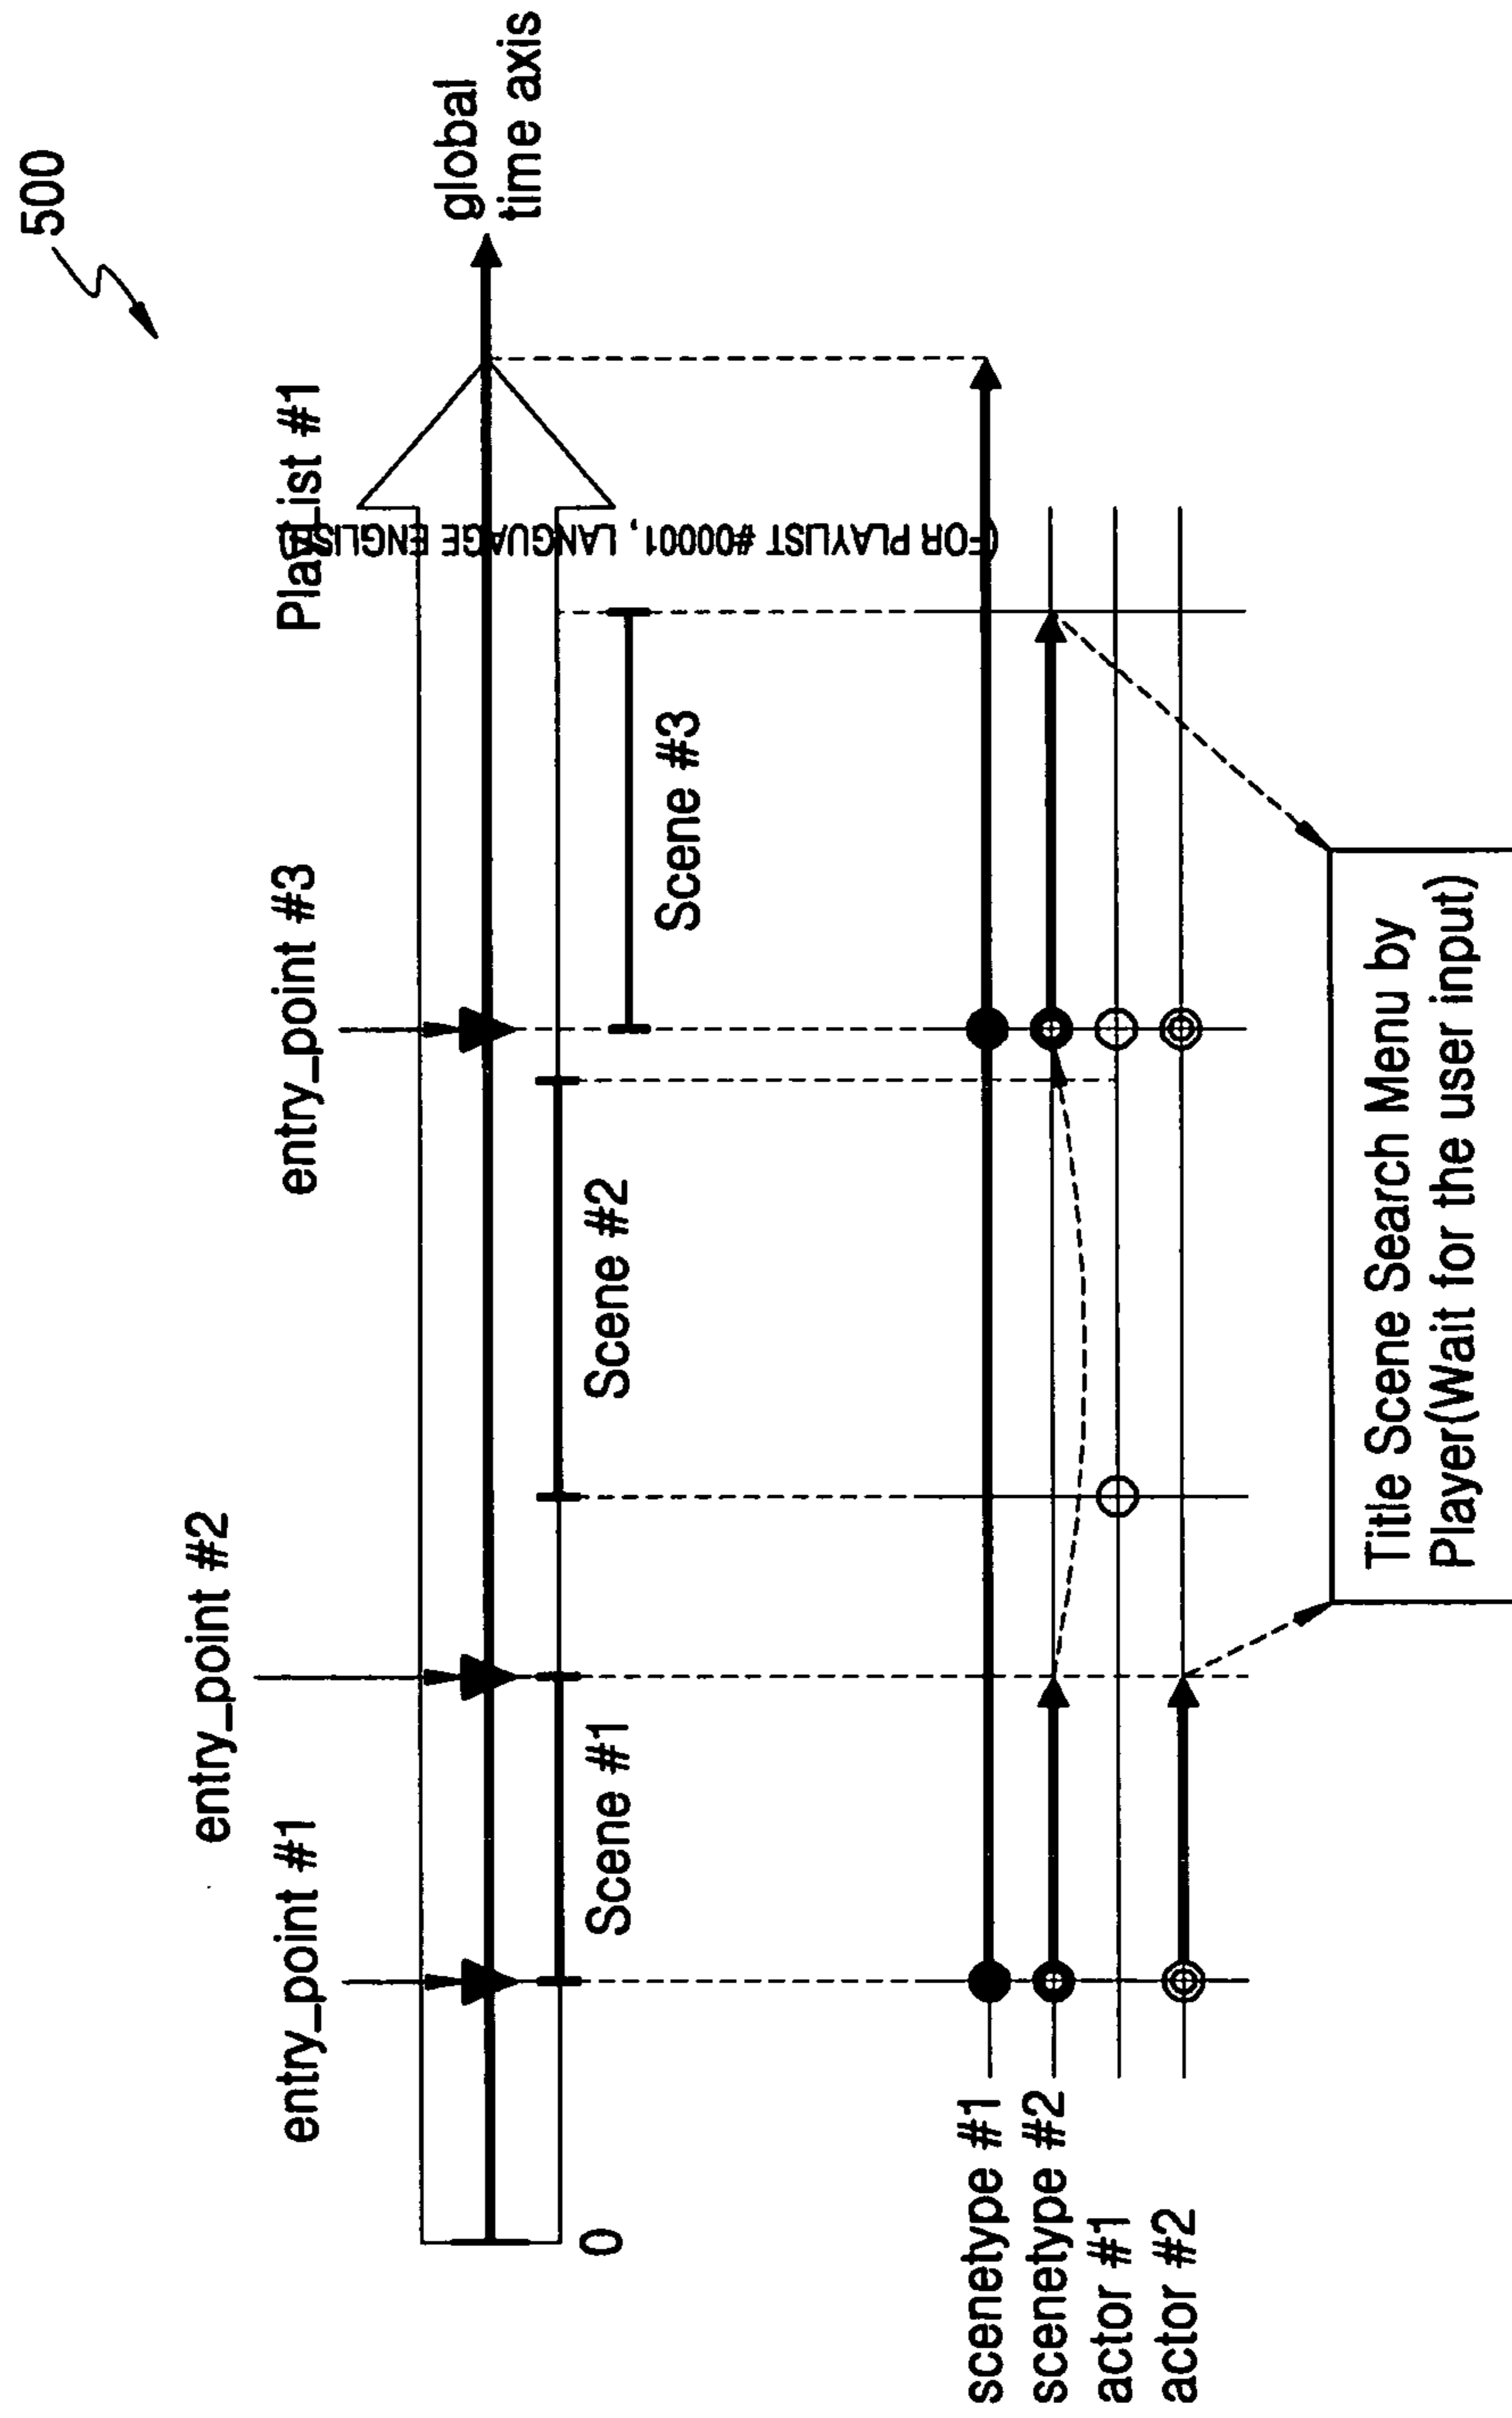 500
global
time axis
PlayList #1
(FOR PLAYLIST #00001, LANGUAGE ENGLISH)
entry_point #1
entry_point #2
entry_point #3
Scene #1
Scene #2
Scene #3
0
scenetype #1
scenetype #2
actor #1
actor #2
Title Scene Search Menu by
Player(Wait for the user input)